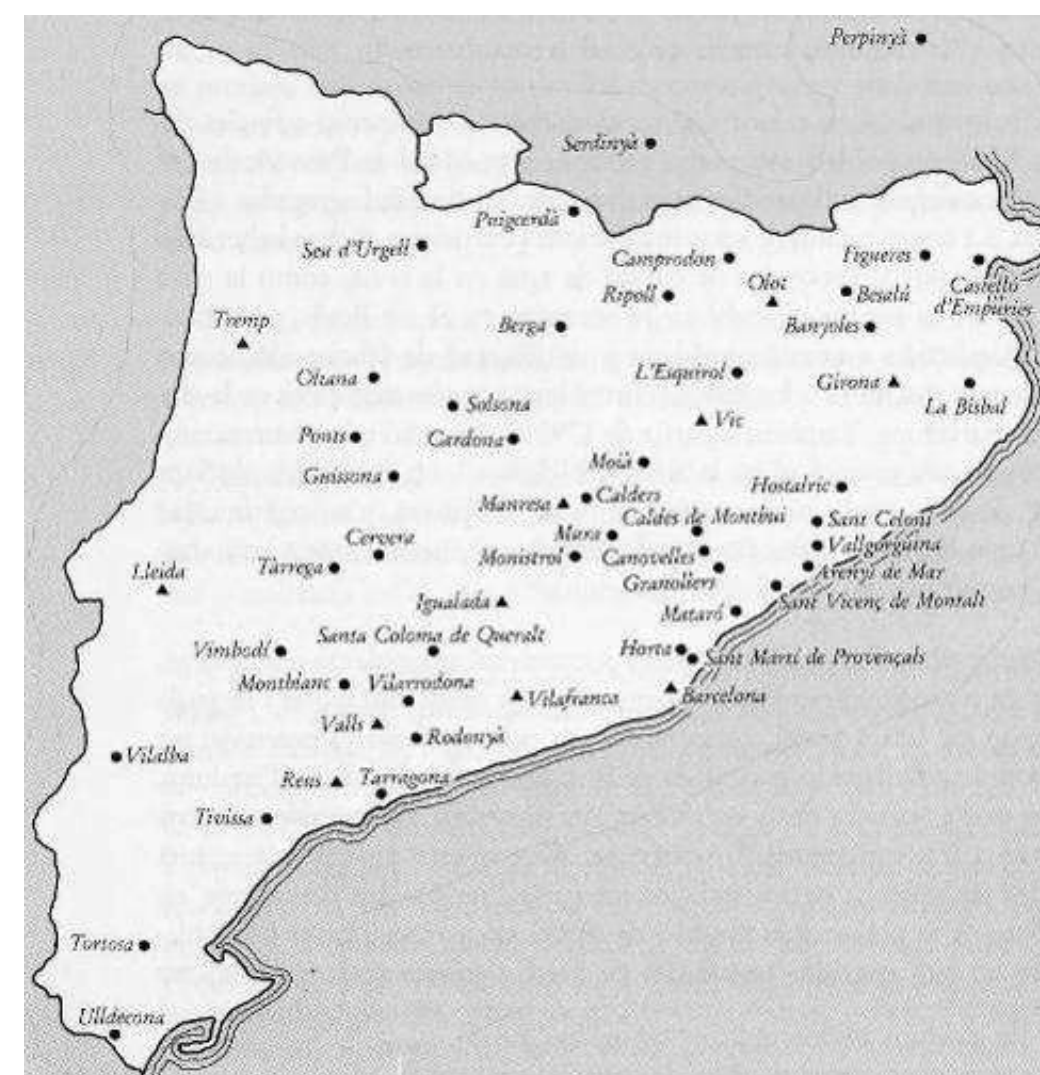 Perpinyà
Serdinyà
Puigcerdà
Seu d'Urgell
Camprodon
Figueres
Castelló
d'Empúries
Olot
Ripoll
Besalú
Tremp
Berga
Banyoles
Oliana
L'Esquirol
Girona
La Bisbal
Solsona
Vic
Ponts
Cardona
Moià
Guissona
Hostalric
Manresa
Calders
Caldes de Montbui
Sant Celoni
Mura
Cervera
Vallgorguina
Monistrol
Canovelles
Tàrrega
Lleida
Granollers
Arenyí de Mar
Igualada
Sant Vicenç de Montalt
Mataró
Santa Coloma de Queralt
Vimbodí
Horta
Sant Martí de Provençals
Montblanc
Vilarrodona
Vilafranca
Barcelona
Valls
Rodonyà
Vilalba
Reus
Tarragona
Tivissa
Tortosa
Ulldecona